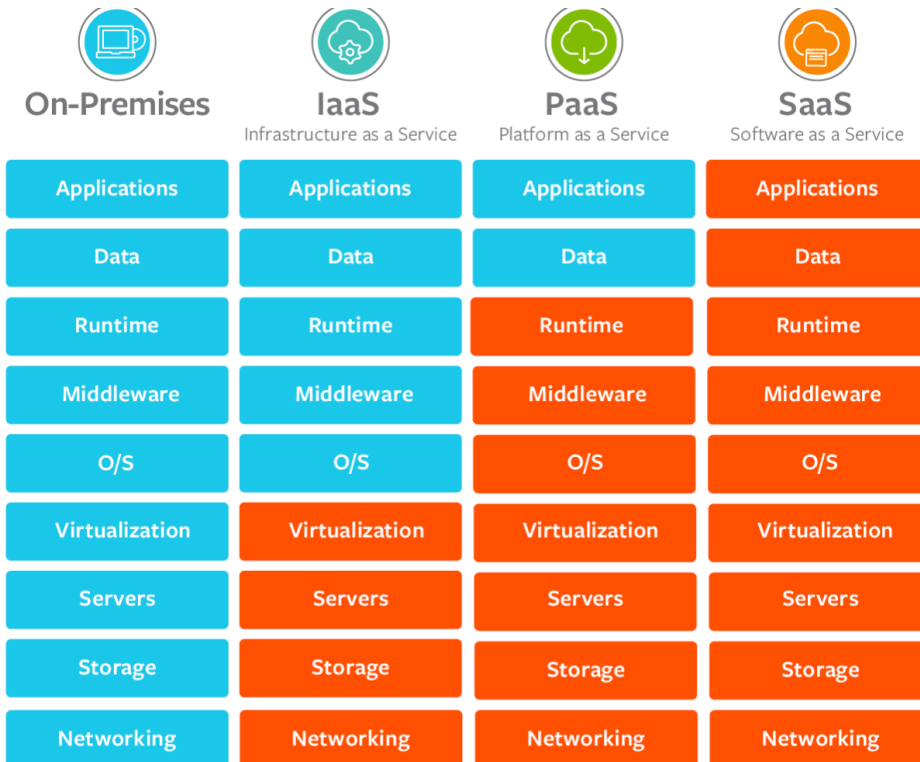 On-Premises
IaaS
Infrastructure as a Service
PaaS
Platform as a Service
SaaS
Software as a Service
Applications Applications Applications Applications
Data Data Data Data
Runtime Runtime Runtime Runtime
Middleware Middleware Middleware Middleware
O/S O/S O/S O/S
Virtualization Virtualization Virtualization Virtualization
Servers Servers Servers Servers
Storage Storage Storage Storage
Networking Networking Networking Networking